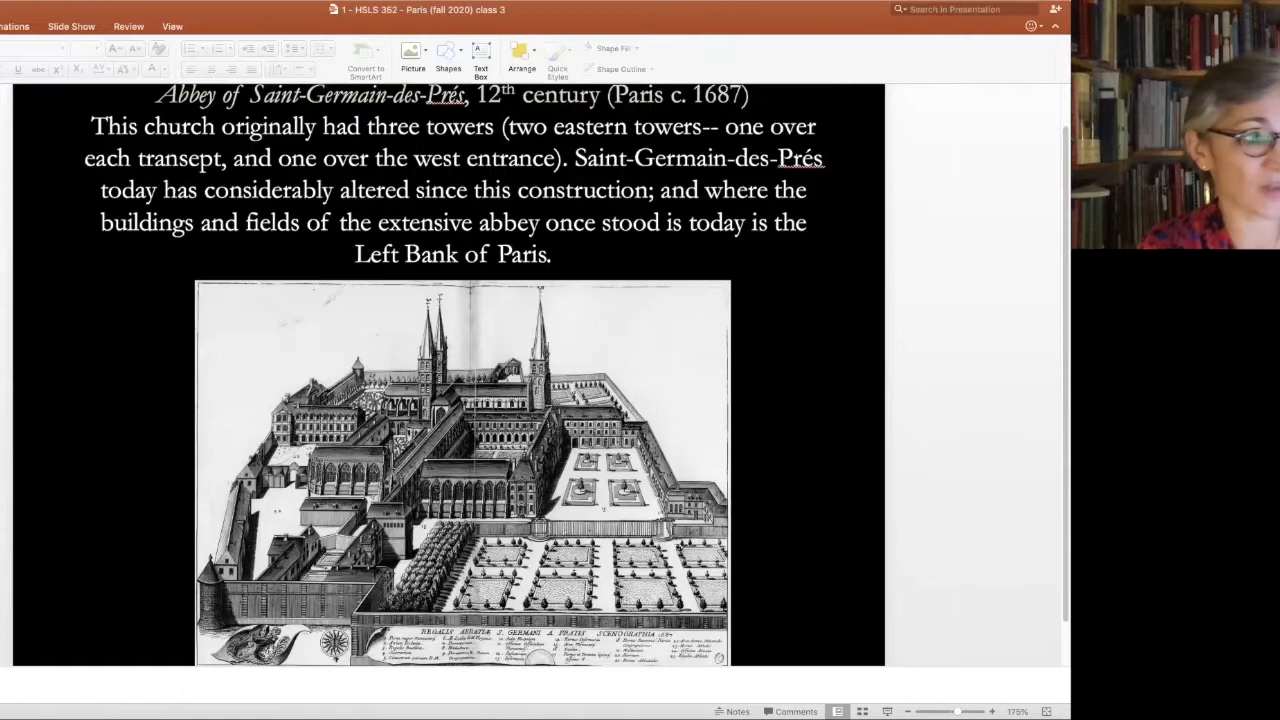 1 - HSLS 352 - Paris (fall 2020) class 3
Search in Presentation
nations Slide Show Review View
Convert to
SmartArt
Picture Shapes Text
Box
Arrange Quick
Styles
Shape Fill
Shape Outline
Abbey of Saint-Germain-des-Prés, 12th century (Paris c. 1687)
This church originally had three towers (two eastern towers-- one over
each transept, and one over the west entrance). Saint-Germain-des-Prés
today has considerably altered since this construction; and where the
buildings and fields of the extensive abbey once stood is today is the
Left Bank of Paris.
REGALIS ABBATIÆ S. GERMANI A PRATIS SCENOGRAPHIA 1687
Notes Comments 175%